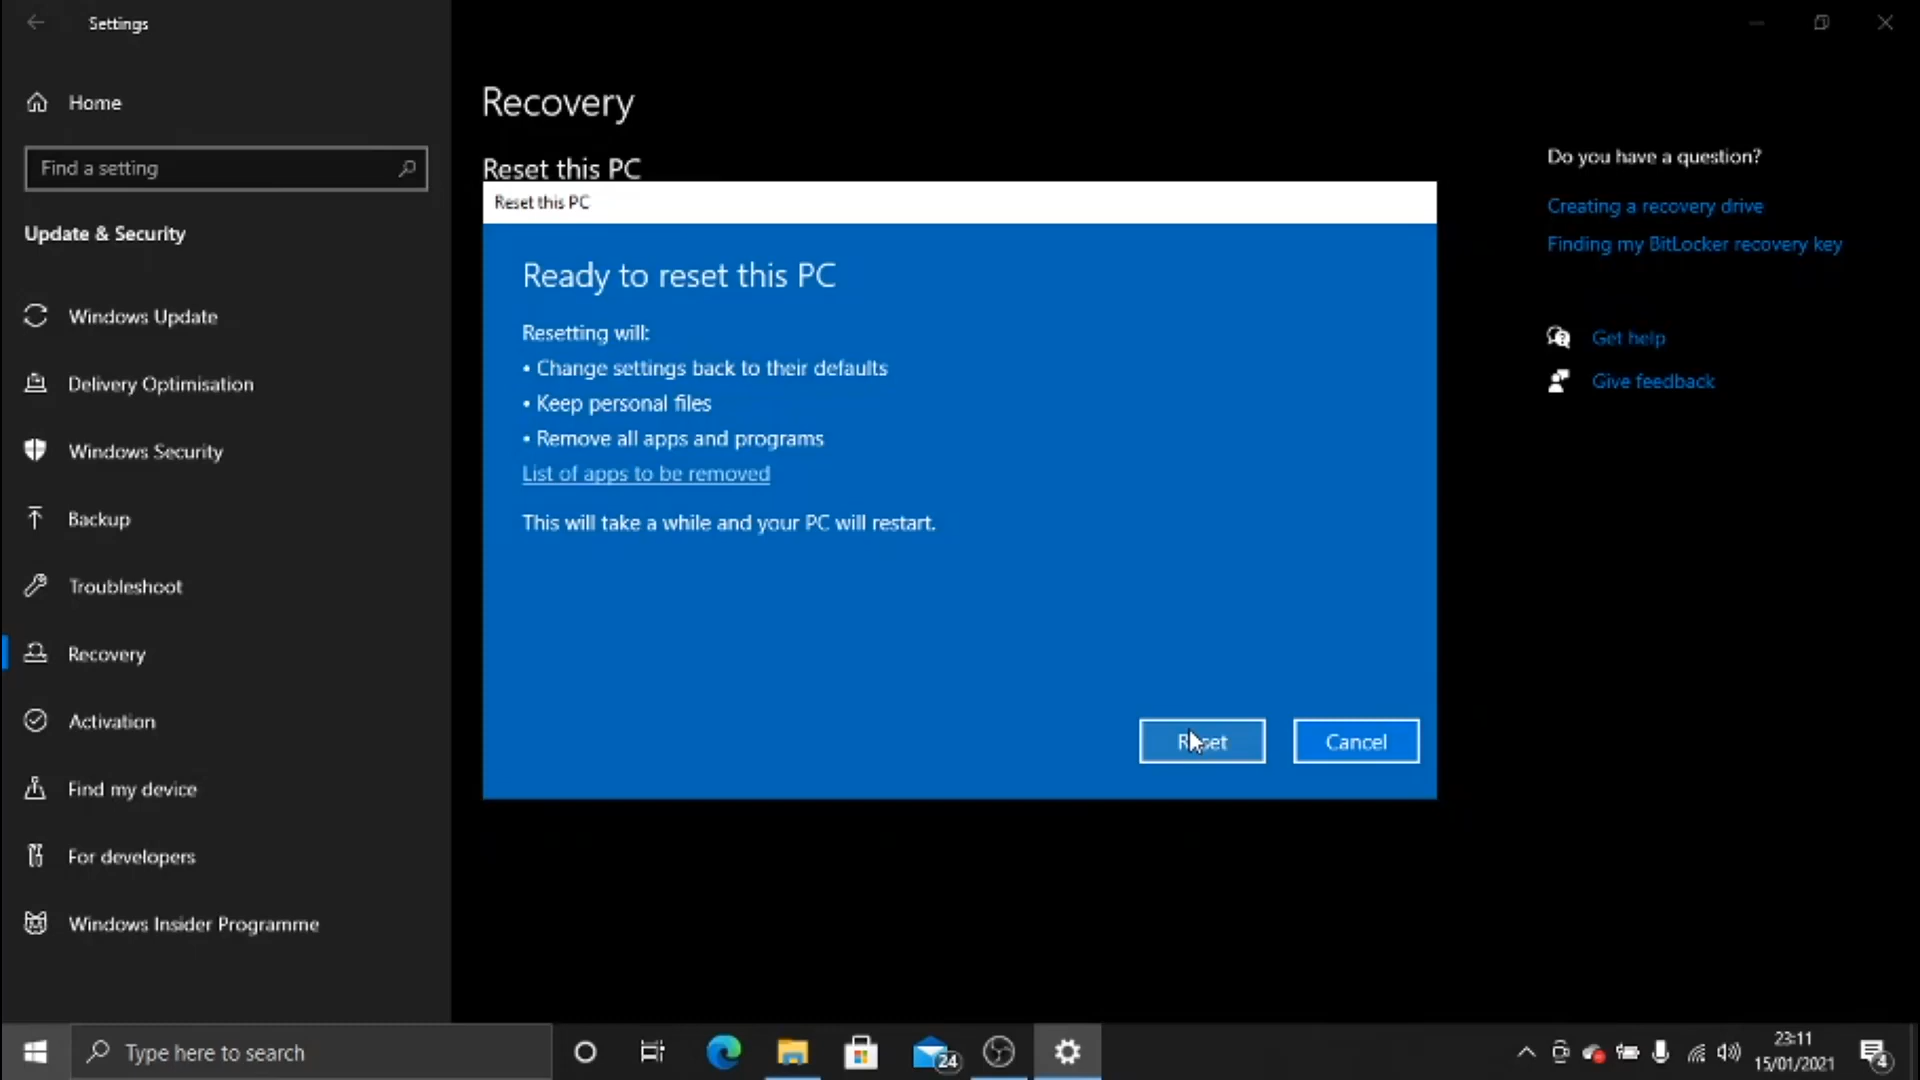 Settings
Home
Find a setting
Update & Security
Windows Update
Delivery Optimisation
Windows Security
Backup
Troubleshoot
Recovery
Activation
Find my device
For developers
Windows Insider Programme
Recovery
Reset this PC
Reset this PC
Ready to reset this PC
Resetting will:
• Change settings back to their defaults
• Keep personal files
• Remove all apps and programs
List of apps to be removed
This will take a while and your PC will restart.
Reset
Cancel
Do you have a question?
Creating a recovery drive
Finding my BitLocker recovery key
Get help
Give feedback
Type here to search
24
23:11
15/01/2021
4